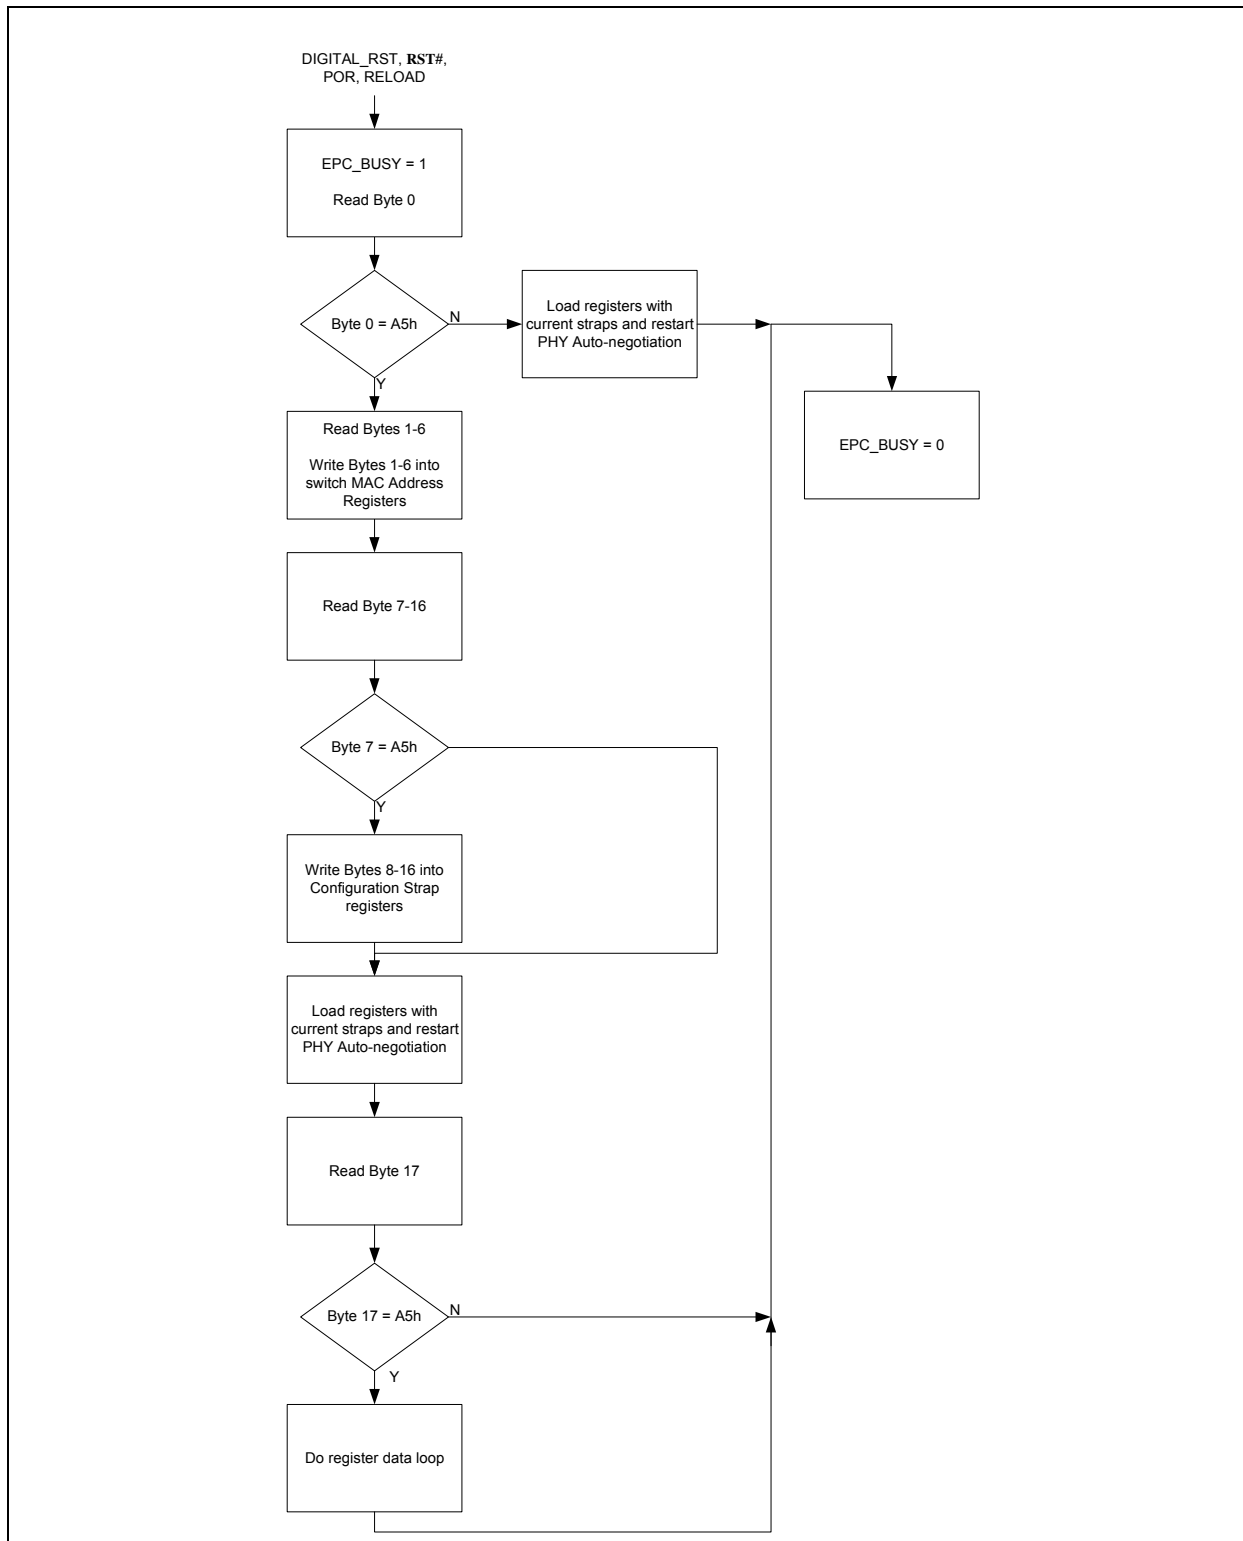 DIGITAL_RST, RST#,
POR, RELOAD
EPC_BUSY = 1
Read Byte 0
Byte 0 = A5h
N
Load registers with
current straps and restart
PHY Auto-negotiation
Y
EPC_BUSY = 0
Read Bytes 1-6
Write Bytes 1-6 into
switch MAC Address
Registers
Read Byte 7-16
Byte 7 = A5h
Y
Write Bytes 8-16 into
Configuration Strap
registers
Load registers with
current straps and restart
PHY Auto-negotiation
Read Byte 17
Byte 17 = A5h
N
Y
Do register data loop